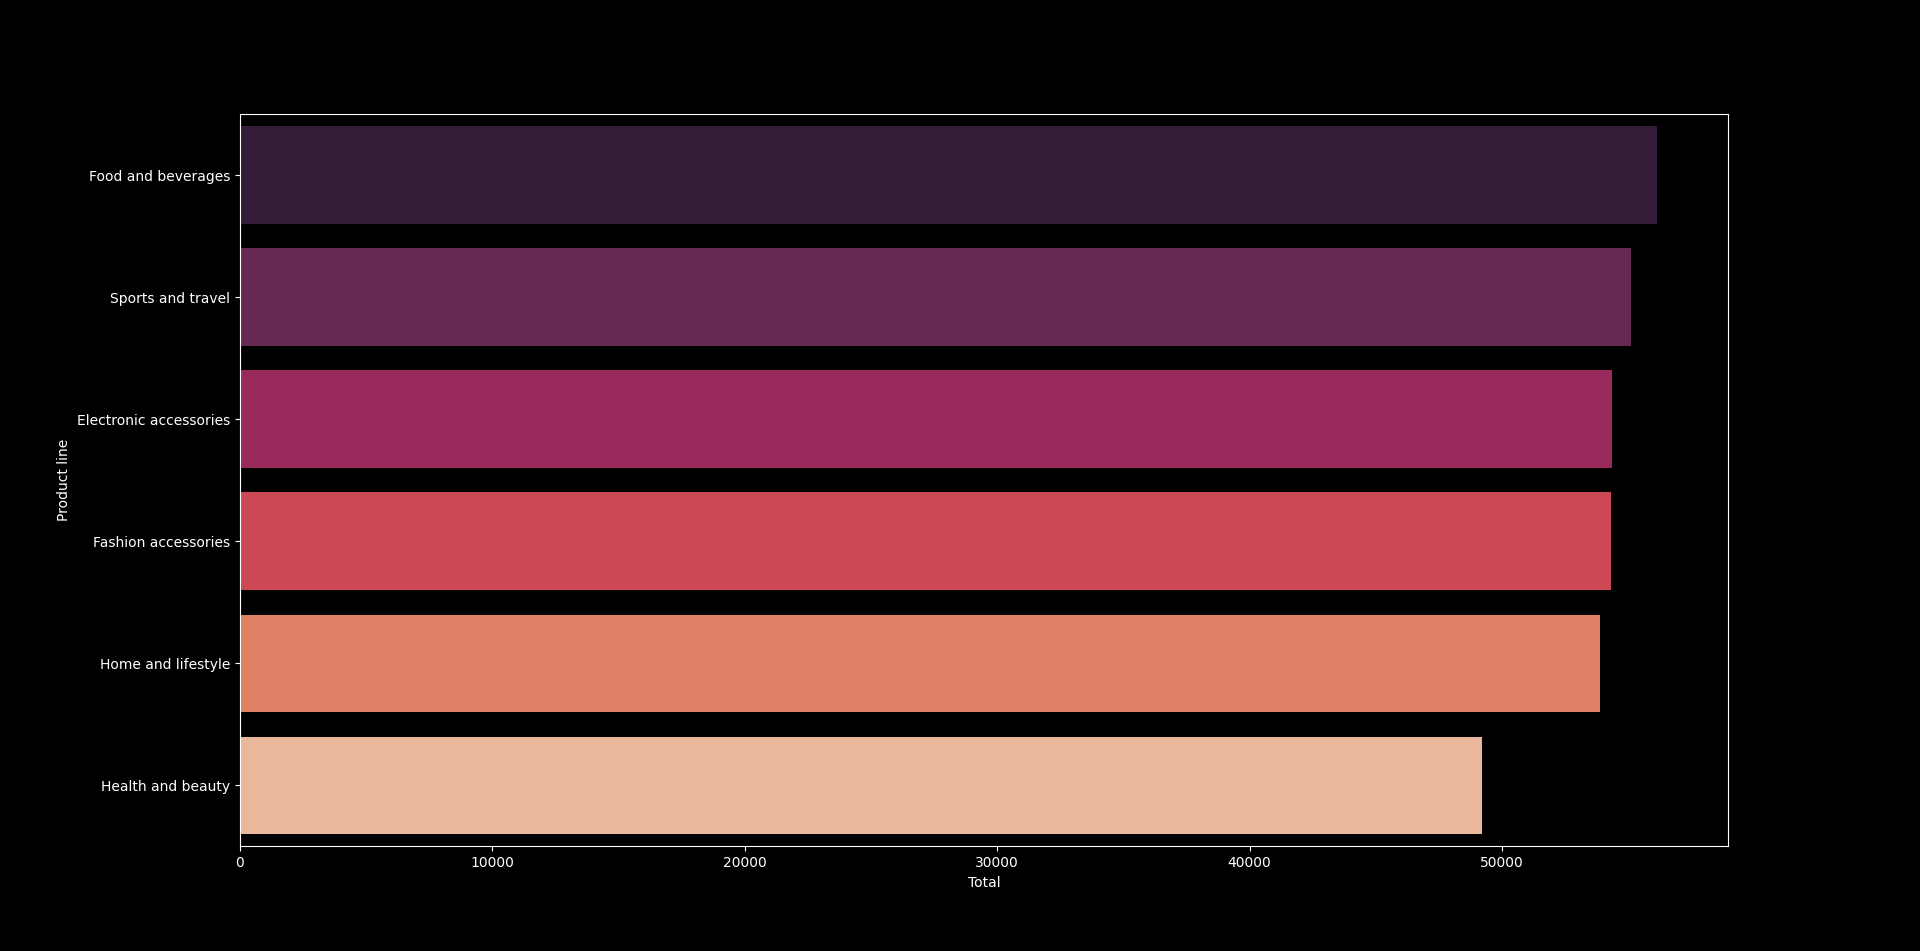 Food and beverages
Sports and travel
Electronic accessories
Fashion accessories
Home and lifestyle
Health and beauty
Product line
0 10000 20000 30000 40000 50000
Total